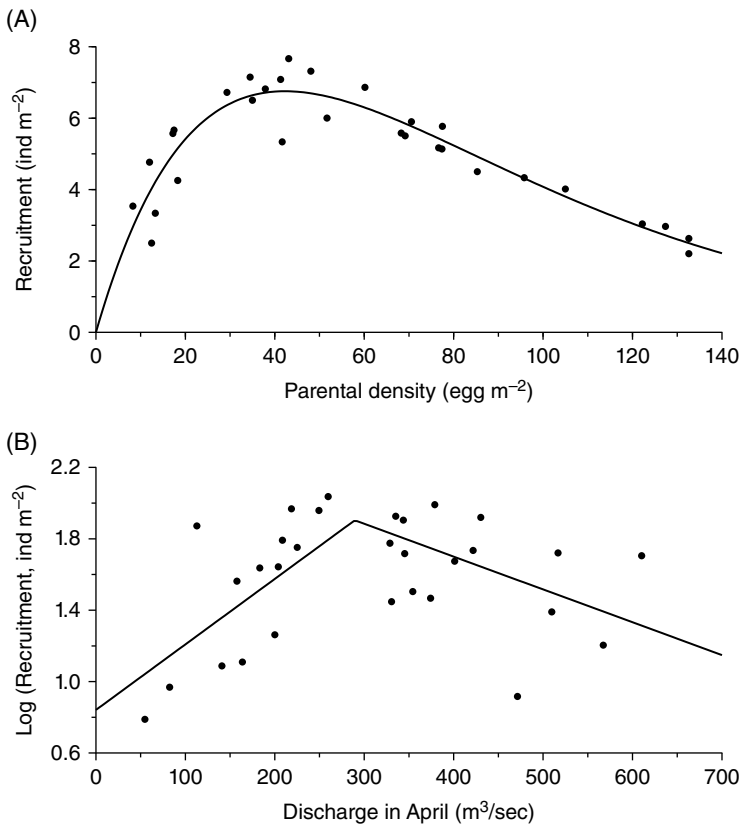 (A)
8
6
4
2
0
Recruitment (ind m⁻²)
0 20 40 60 80 100 120 140
Parental density (egg m⁻²)
(B)
2.2
1.8
1.4
1.0
0.6
Log (Recruitment, ind m⁻²)
0 100 200 300 400 500 600 700
Discharge in April (m³/sec)